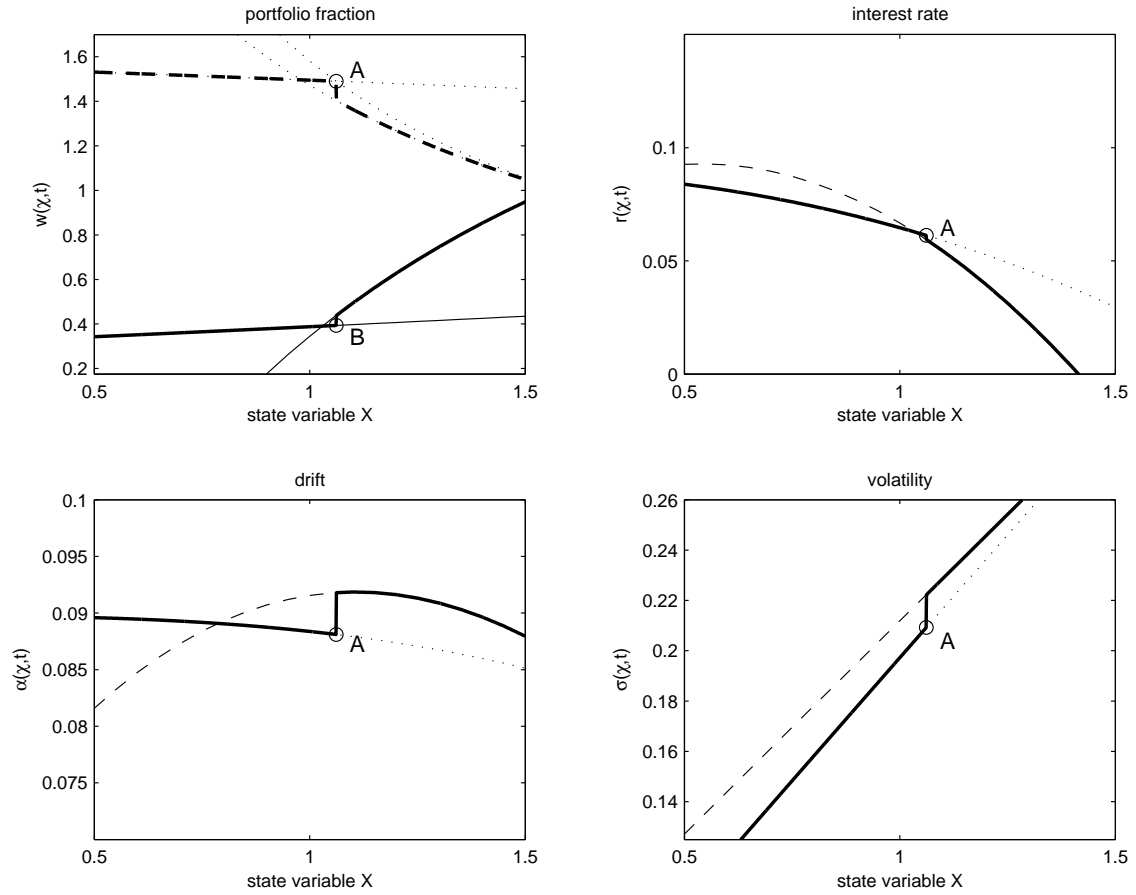 portfolio fraction
1.6
1.4
1.2
1
0.8
0.6
0.4
0.2
w(χ,t)
A
B
0.5
1
1.5
state variable X
interest rate
0.1
0.05
0
r(χ,t)
A
0.5
1
1.5
state variable X
drift
0.1
0.095
0.09
0.085
0.08
0.075
α(χ,t)
A
0.5
1
1.5
state variable X
volatility
0.26
0.24
0.22
0.2
0.18
0.16
0.14
σ(χ,t)
A
0.5
1
1.5
state variable X